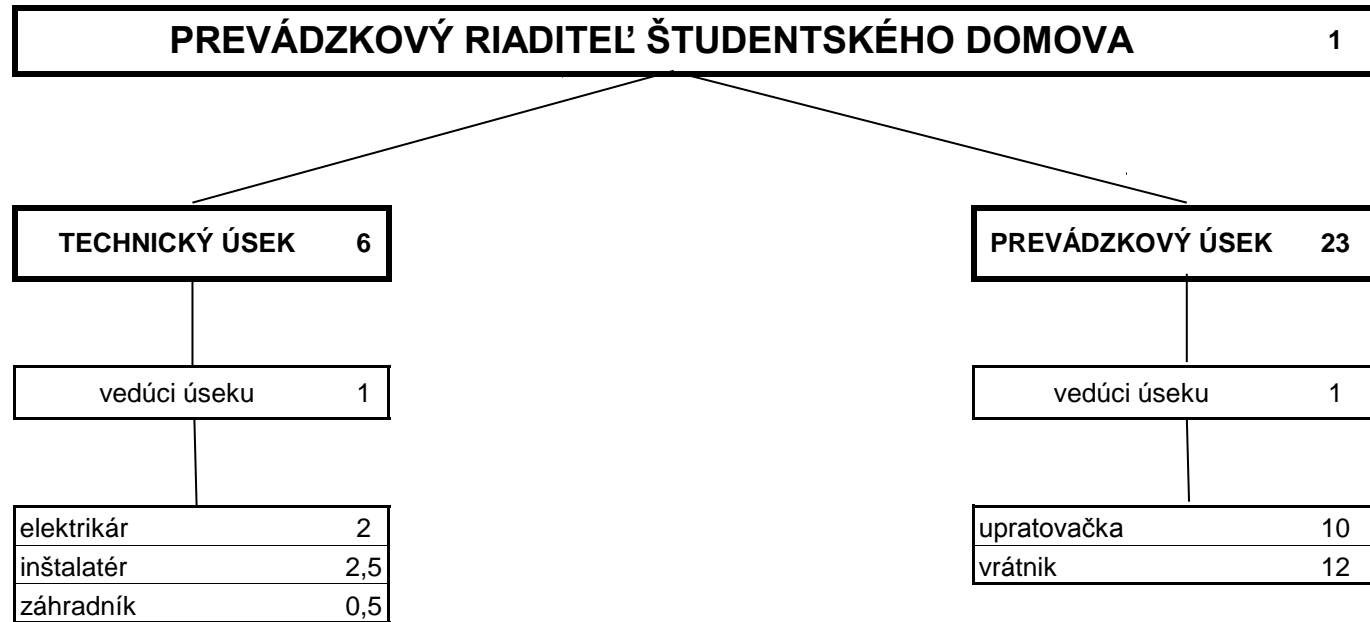 PREVÁDZKOVÝ RIADITEĽ ŠTUDENTSKÉHO DOMOVA 1
TECHNICKÝ ÚSEK 6
PREVÁDZKOVÝ ÚSEK 23
vedúci úseku 1
vedúci úseku 1
elektrikár 2
inštalatér 2,5
záhradník 0,5
upratovačka 10
vrátnik 12